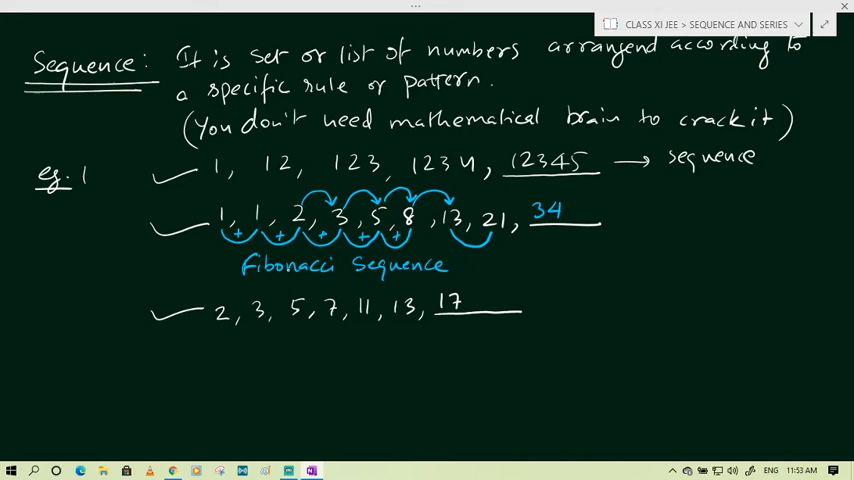 CLASS XI JEE > SEQUENCE AND SERIES
Sequence: It is set or list of numbers arrangend according to
a specific rule or pattern.
(You don't need mathematical brain to crack it)
eg. 1 1, 12, 123, 1234, 12345 → sequence
1, 1, 2, 3, 5, 8, 13, 21, 34
+ + + + +
Fibonacci Sequence
2, 3, 5, 7, 11, 13, 17
ENG 11:53 AM